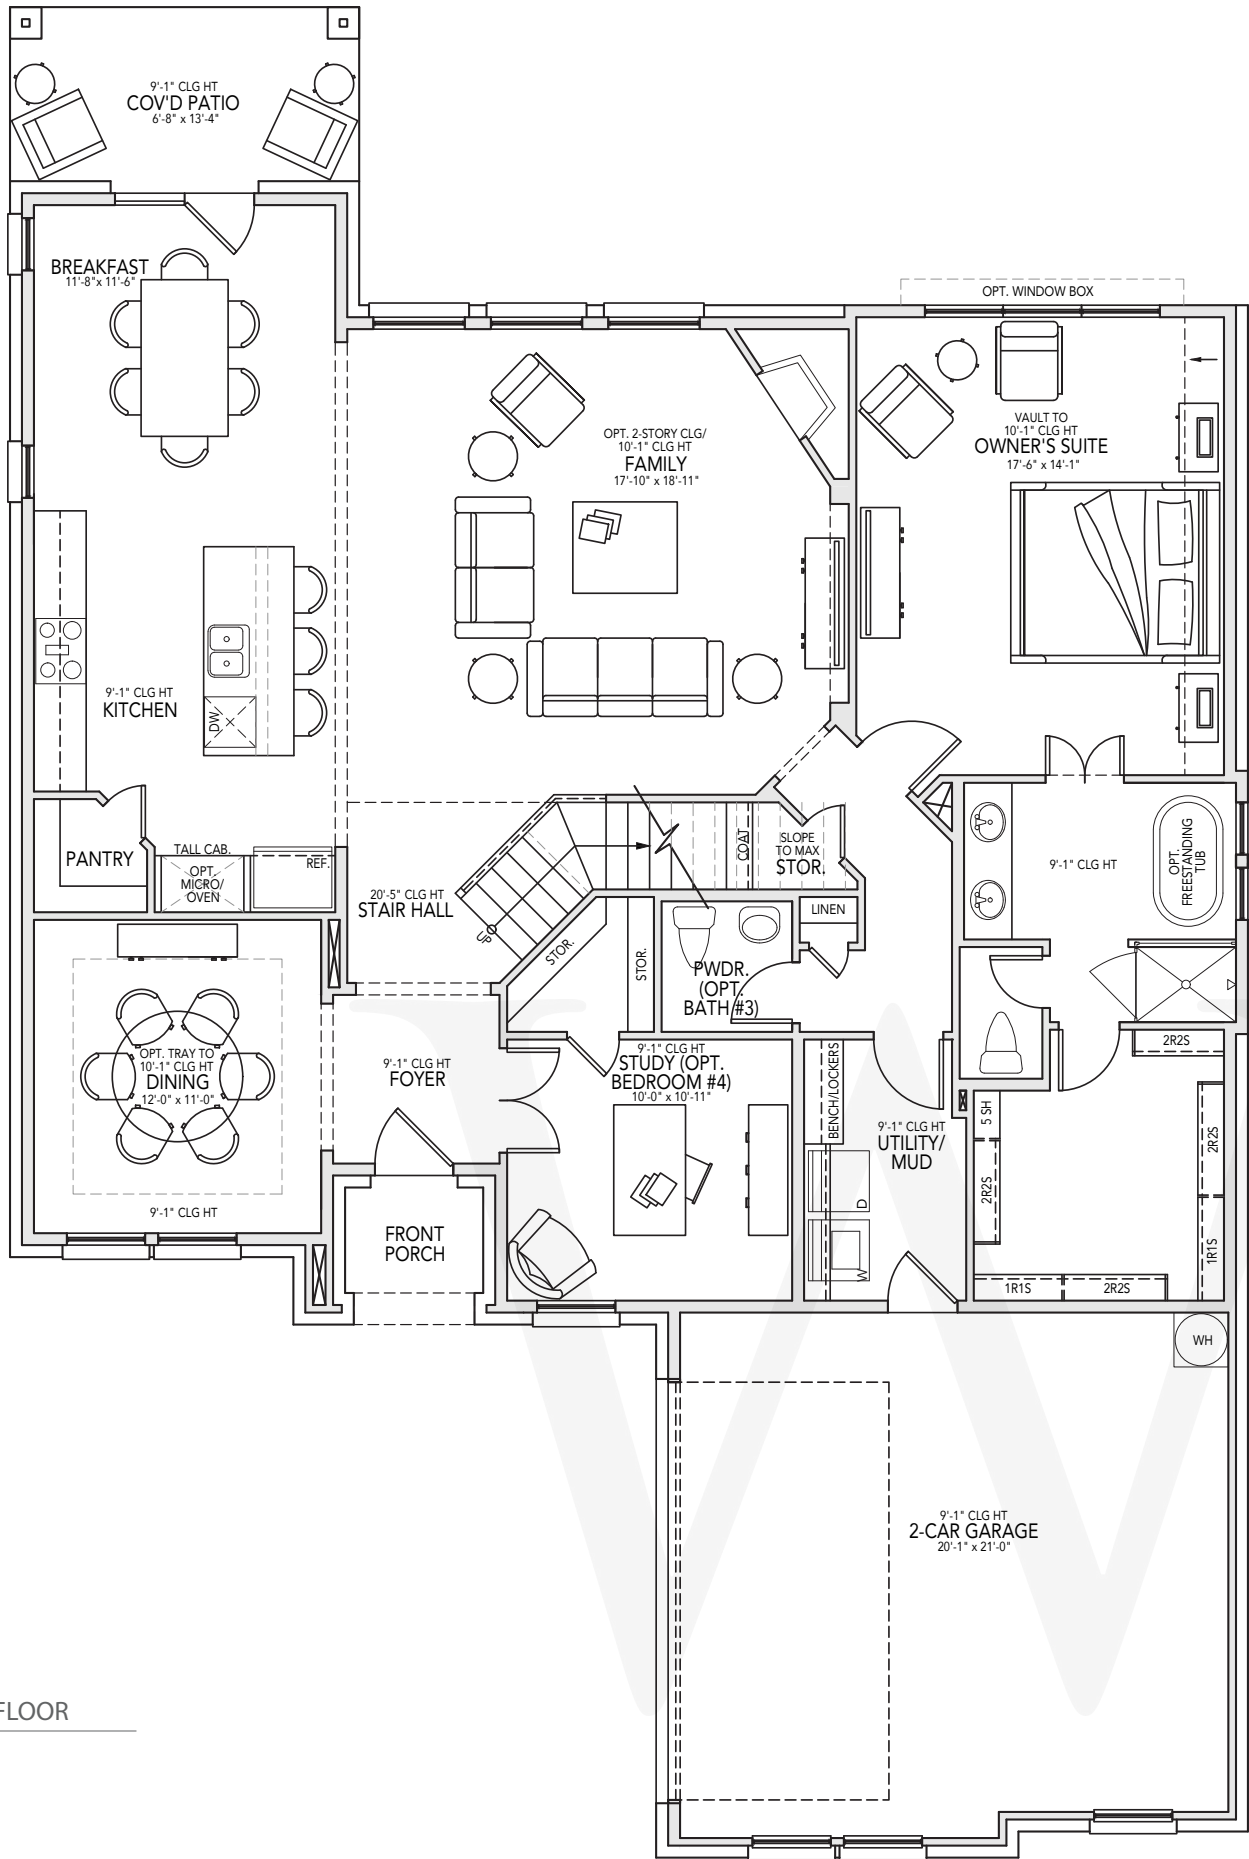 9'-1" CLG HT
COV'D PATIO
6'-8" x 13'-4"
BREAKFAST
11'-8"x 11'-6"
OPT. WINDOW BOX
OPT. 2-STORY CLG/
10'-1" CLG HT
FAMILY
17'-10" x 18'-11"
VAULT TO
10'-1" CLG HT
OWNER'S SUITE
17'-6" x 14'-1"
9'-1" CLG HT
KITCHEN
DW
PANTRY
TALL CAB.
OPT.
MICRO/
OVEN
REF.
20'-5" CLG HT
STAIR HALL
UP
COAT
SLOPE
TO MAX
STOR.
LINEN
9'-1" CLG HT
OPT.
FREESTANDING
TUB
STOR.
STOR.
PWDR.
(OPT.
BATH #3)
OPT. TRAY TO
10'-1" CLG HT
DINING
12'-0" x 11'-0"
9'-1" CLG HT
9'-1" CLG HT
FOYER
9'-1" CLG HT
STUDY (OPT.
BEDROOM #4)
10'-0" x 10'-11"
BENCH/LOCKERS
9'-1" CLG HT
UTILITY/
MUD
D
W
2R2S
5 SH
2R2S
2R2S
1R1S
1R1S
2R2S
FRONT
PORCH
WH
9'-1" CLG HT
2-CAR GARAGE
20'-1" x 21'-0"
FLOOR
W